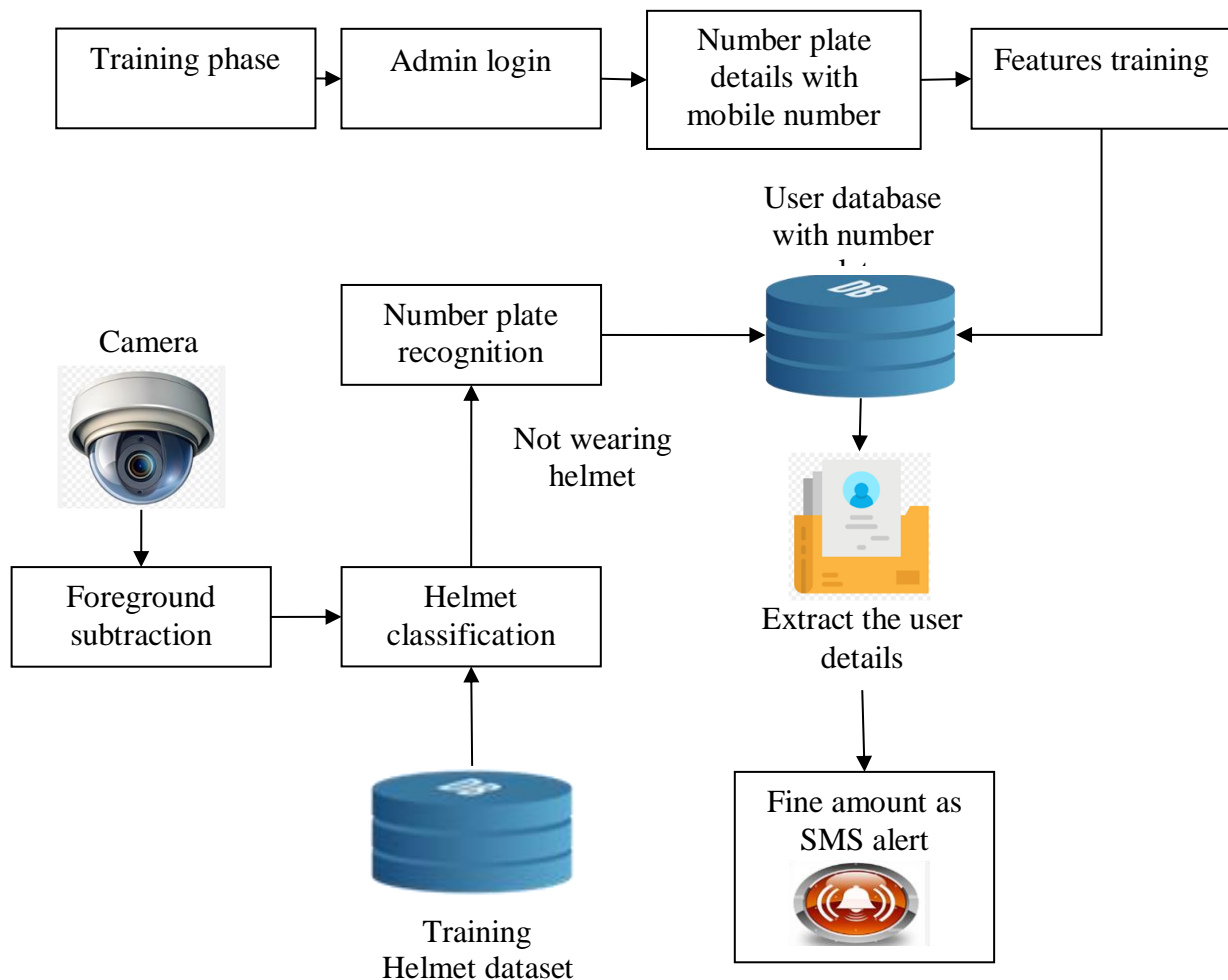 Training phase
Admin login
Number plate
details with
mobile number
Features training
User database
with number
DB
Number plate
recognition
Camera
Not wearing
helmet
Foreground
subtraction
Helmet
classification
Extract the user
details
DB
Fine amount as
SMS alert
Training
Helmet dataset